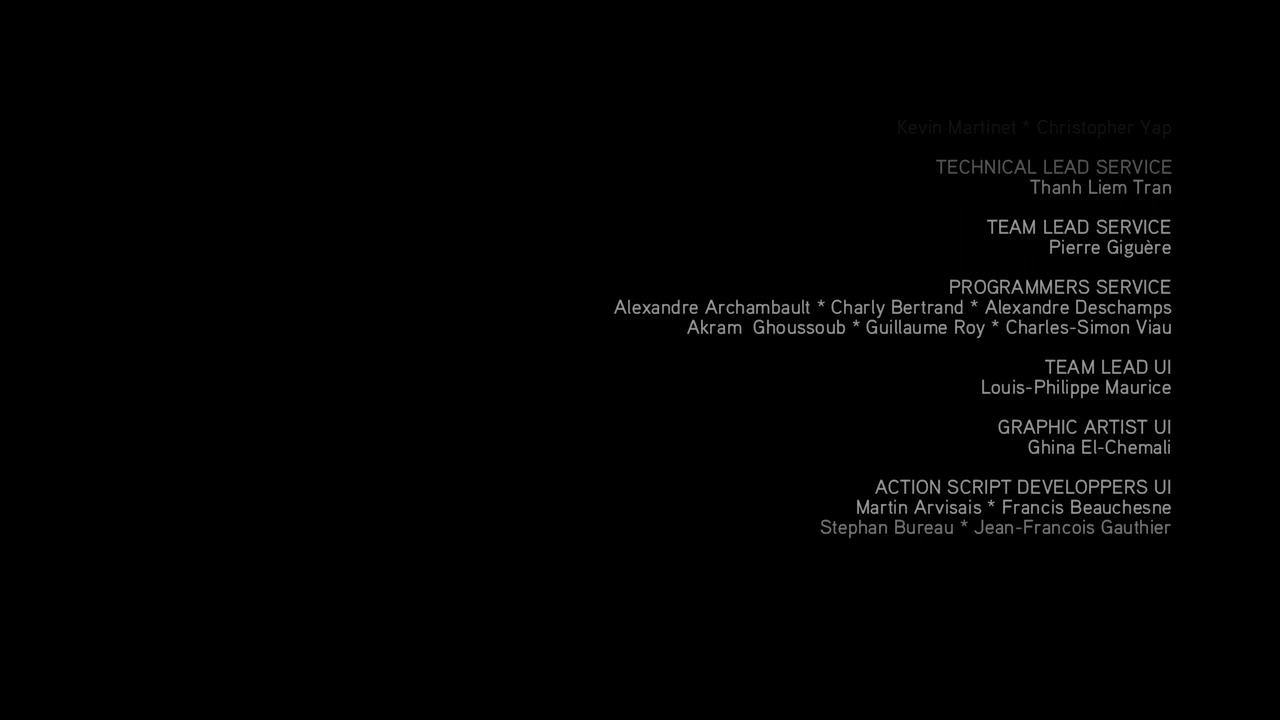 Kevin Martinet * Christopher Yap
TECHNICAL LEAD SERVICE
Thanh Liem Tran
TEAM LEAD SERVICE
Pierre Giguère
PROGRAMMERS SERVICE
Alexandre Archambault * Charly Bertrand * Alexandre Deschamps
Akram  Ghoussoub * Guillaume Roy * Charles-Simon Viau
TEAM LEAD UI
Louis-Philippe Maurice
GRAPHIC ARTIST UI
Ghina El-Chemali
ACTION SCRIPT DEVELOPPERS UI
Martin Arvisais * Francis Beauchesne
Stephan Bureau * Jean-Francois Gauthier